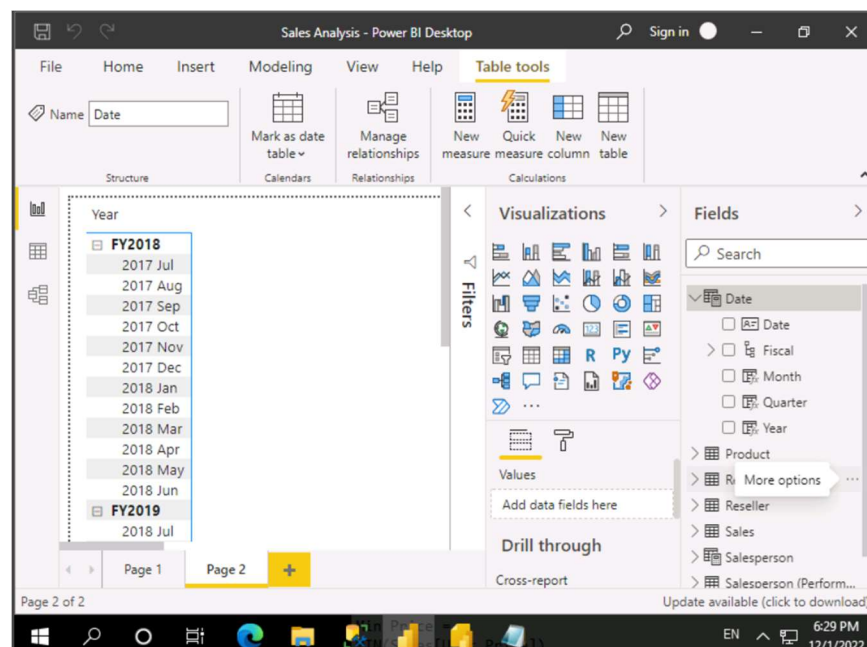 Sales Analysis - Power BI Desktop
Sign in
File Home Insert Modeling View Help Table tools
Name Date
Mark as date table
Manage relationships
New measure
Quick measure
New column
New table
Structure Calendars Relationships Calculations
Year
FY2018
2017 Jul
2017 Aug
2017 Sep
2017 Oct
2017 Nov
2017 Dec
2018 Jan
2018 Feb
2018 Mar
2018 Apr
2018 May
2018 Jun
FY2019
2018 Jul
Filters
Visualizations
123
R Py
...
Values
Add data fields here
Drill through
Cross-report
Fields
Search
Date
Date
Fiscal
Month
Quarter
Year
Product
More options
Reseller
Sales
Salesperson
Salesperson (Perform...
Page 1 Page 2 +
Page 2 of 2
Update available (click to download)
EN
6:29 PM
12/1/2022